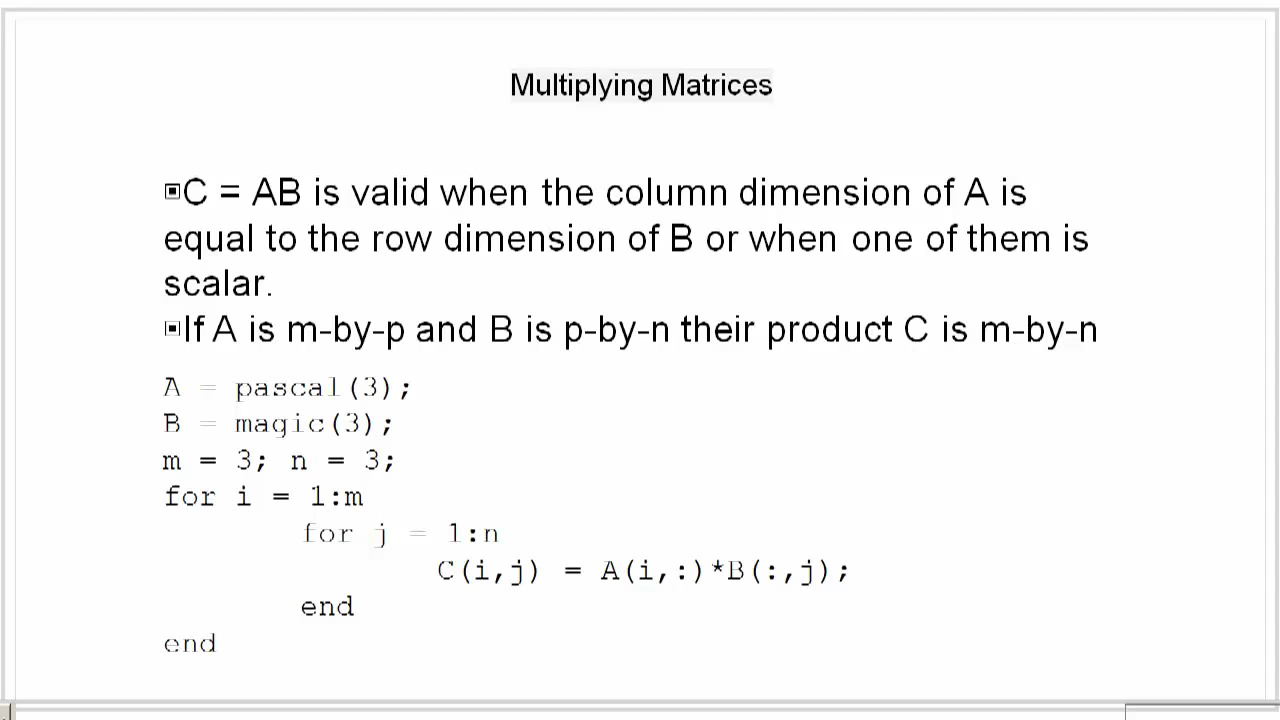 Multiplying Matrices
C = AB is valid when the column dimension of A is
equal to the row dimension of B or when one of them is
scalar.
If A is m-by-p and B is p-by-n their product C is m-by-n
A = pascal(3);
B = magic(3);
m = 3; n = 3;
for i = 1:m
for j = 1:n
C(i,j) = A(i,:)*B(:,j);
end
end